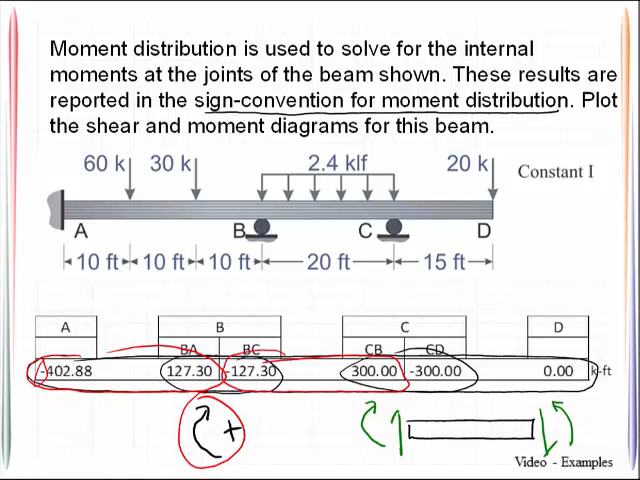 Moment distribution is used to solve for the internal
moments at the joints of the beam shown. These results are
reported in the sign-convention for moment distribution. Plot
the shear and moment diagrams for this beam.
60 k 30 k 2.4 klf 20 k Constant I
A B C D
10 ft 10 ft 10 ft 20 ft 15 ft
A B C D
BA BC CB CD
-402.88 127.30 -127.30 300.00 -300.00 0.00 k-ft
+
Video - Examples